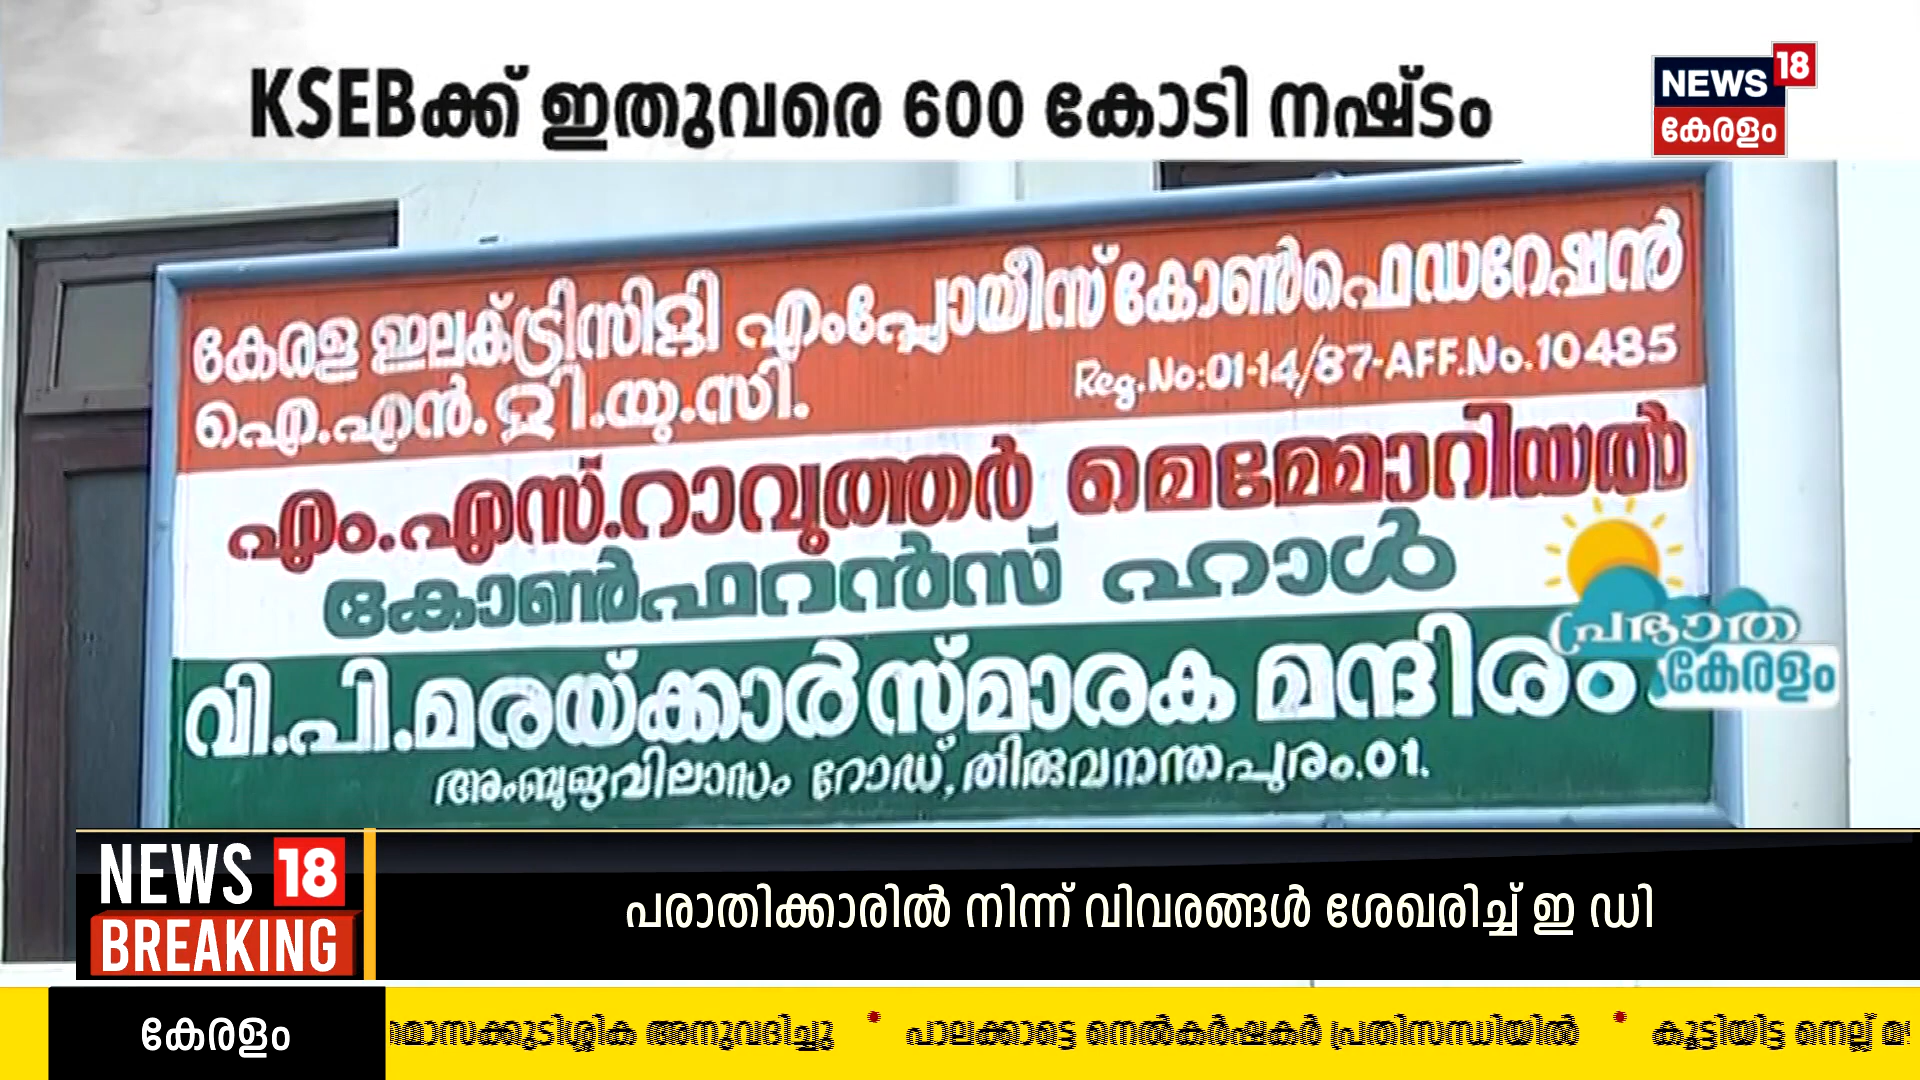 KSEBക്ക് ഇതുവരെ 600 കോടി നഷ്ടം
NEWS 18
കേരളം
കേരള ഇലക്ട്രിസിറ്റി എംപ്ലോയീസ് കോൺഫെഡറേഷൻ
ഐ.എൻ.റ്റി.യു.സി.
Reg.No:01-14/87-AFF.No.10485
എം.എസ്.റാവുത്തർ മെമ്മോറിയൽ
കോൺഫറൻസ് ഹാൾ
വി.പി.മരയ്ക്കാർ സ്മാരക മന്ദിരം.
അംബുജവിലാസം റോഡ്, തിരുവനന്തപുരം.01.
പ്രഭാത
കേരളം
NEWS 18
BREAKING
പരാതിക്കാരിൽ നിന്ന് വിവരങ്ങൾ ശേഖരിച്ച് ഇ ഡി
കേരളം
അനുവദിച്ചു * പാലക്കാട്ടെ നെൽകർഷകർ പ്രതിസന്ധിയിൽ * കൂട്ടിയിട്ട നെല്ല്